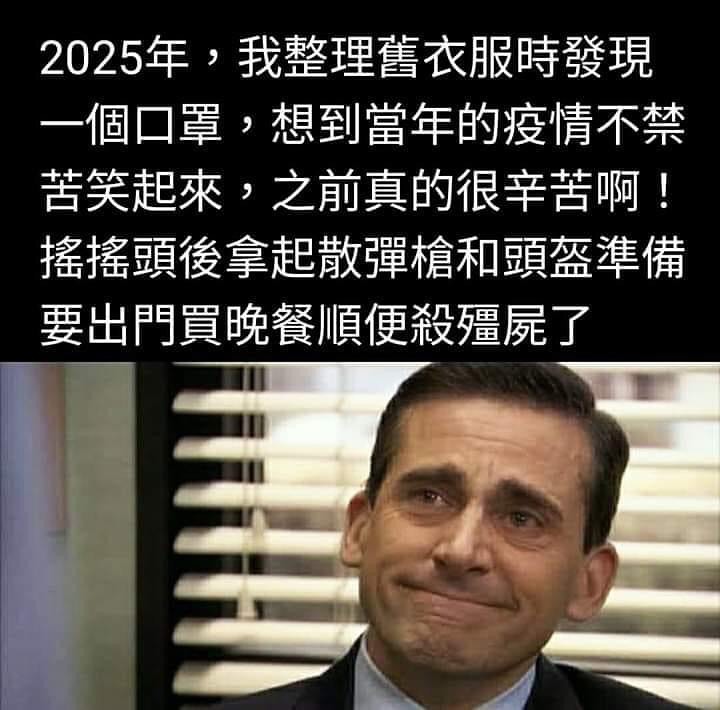 2025年，我整理舊衣服時發現
一個口罩，想到當年的疫情不禁
苦笑起來，之前真的很辛苦啊！
搖搖頭後拿起散彈槍和頭盔準備
要出門買晚餐順便殺殭屍了